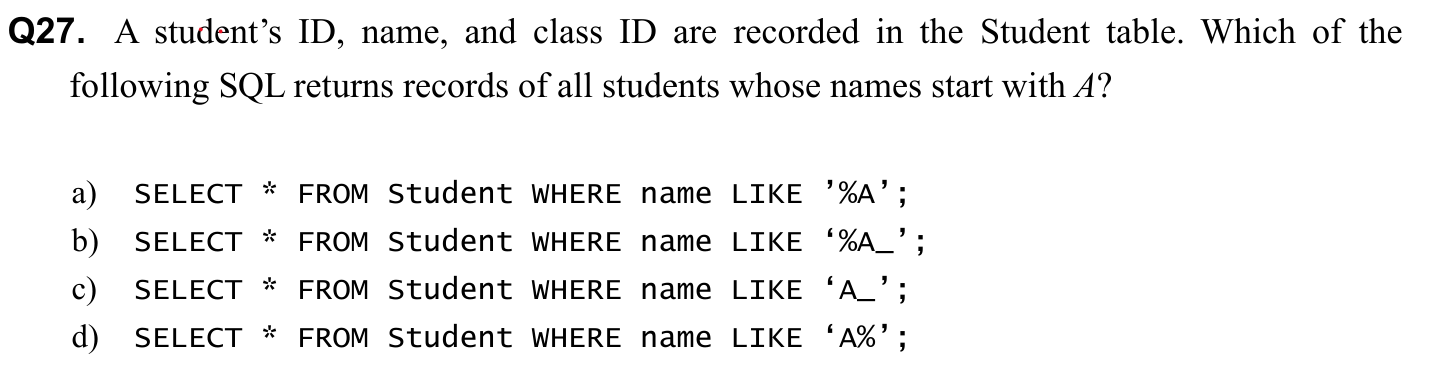 Q27. A student’s ID, name, and class ID are recorded in the Student table. Which of the
following SQL returns records of all students whose names start with A?
a) SELECT * FROM Student WHERE name LIKE ’%A’;
b) SELECT * FROM Student WHERE name LIKE ‘%A_’;
c) SELECT * FROM Student WHERE name LIKE ‘A_’;
d) SELECT * FROM Student WHERE name LIKE ‘A%’;